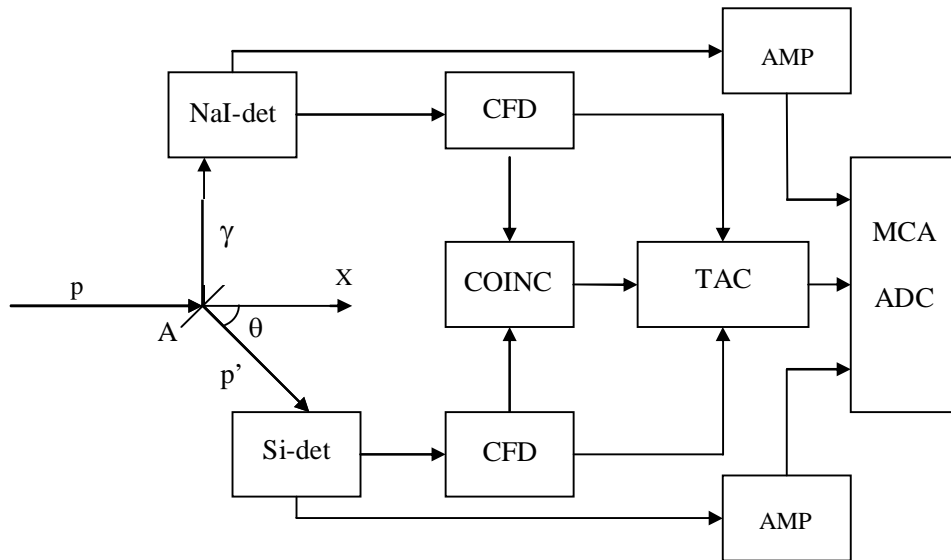 AMP
NaI-det
CFD
γ
MCA
ADC
COINC
TAC
p
X
A
θ
p’
Si-det
CFD
AMP